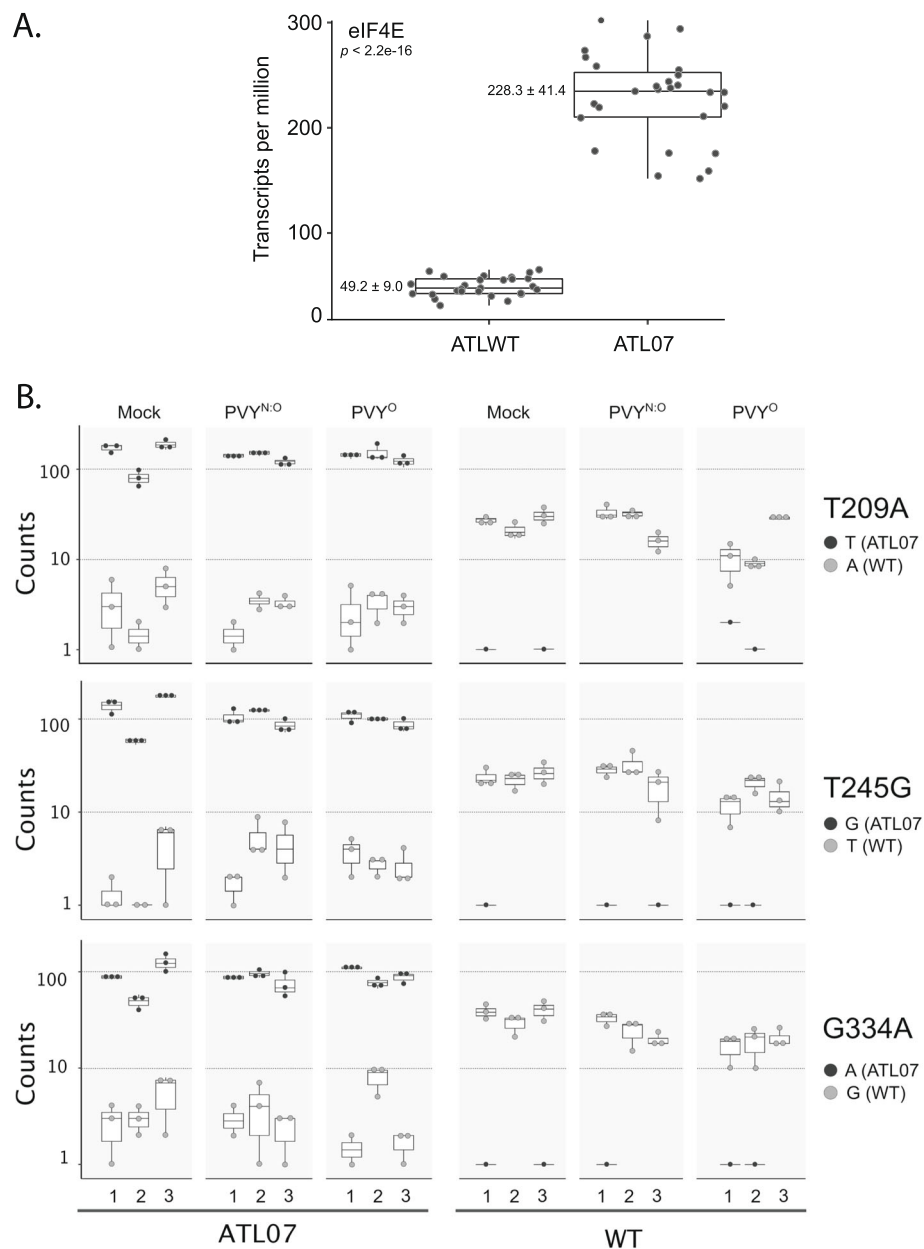 A.
300
eIF4E
p < 2.2e-16
228.3 ± 41.4
200
Transcripts per million
100
49.2 ± 9.0
0
ATLWT
ATL07
B.
Mock
PVYN:O
PVYO
Mock
PVYN:O
PVYO
100
Counts
10
1
T209A
T (ATL07
A (WT)
100
Counts
10
1
T245G
G (ATL07
T (WT)
100
Counts
10
1
G334A
A (ATL07
G (WT)
1 2 3 1 2 3 1 2 3 1 2 3 1 2 3 1 2 3
ATL07
WT